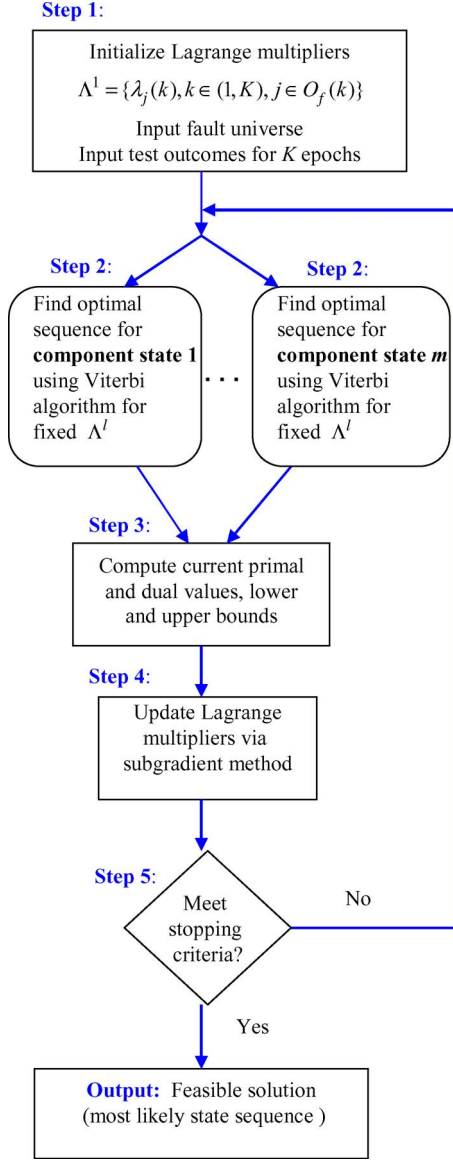 Step 1:
Initialize Lagrange multipliers
Λ¹ = {λⱼ(k), k ∈ (1, K), j ∈ O_f(k)}
Input fault universe
Input test outcomes for K epochs
Step 2:
Find optimal
sequence for
component state 1
using Viterbi
algorithm for
fixed Λˡ
. . .
Step 2:
Find optimal
sequence for
component state m
using Viterbi
algorithm for
fixed Λˡ
Step 3:
Compute current primal
and dual values, lower
and upper bounds
Step 4:
Update Lagrange
multipliers via
subgradient method
Step 5:
Meet
stopping
criteria?
No
Yes
Output: Feasible solution
(most likely state sequence )